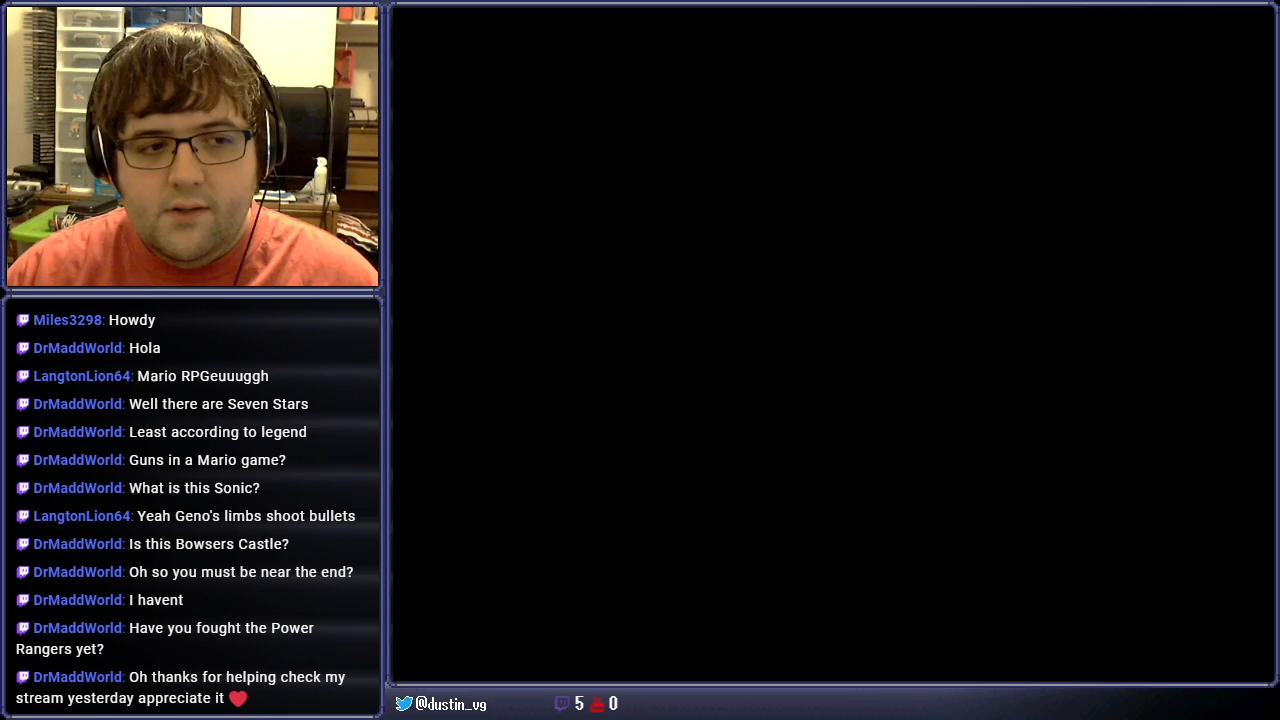 Miles3298: Howdy
DrMaddWorld: Hola
LangtonLion64: Mario RPGeuuuggh
DrMaddWorld: Well there are Seven Stars
DrMaddWorld: Least according to legend
DrMaddWorld: Guns in a Mario game?
DrMaddWorld: What is this Sonic?
LangtonLion64: Yeah Geno's limbs shoot bullets
DrMaddWorld: Is this Bowsers Castle?
DrMaddWorld: Oh so you must be near the end?
DrMaddWorld: I havent
DrMaddWorld: Have you fought the Power
Rangers yet?
DrMaddWorld: Oh thanks for helping check my
stream yesterday appreciate it ❤
@dustin_vg 5 0